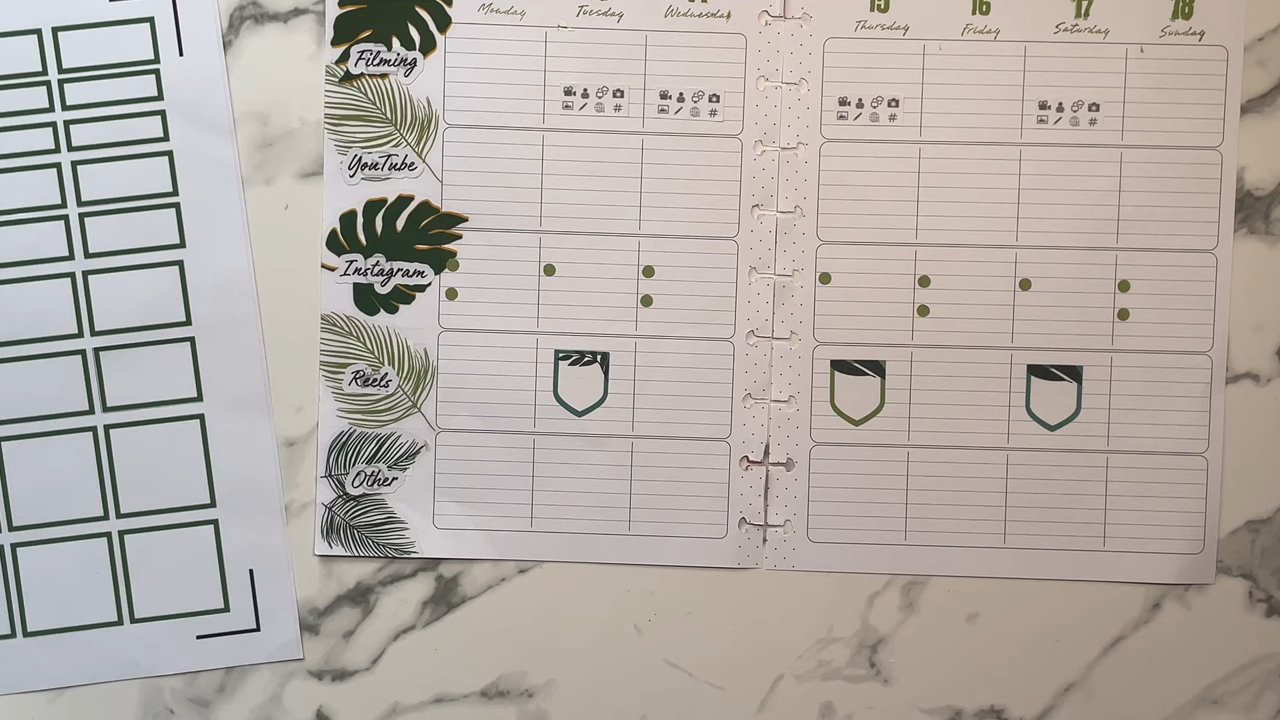 15 16 17 18
Monday Tuesday Wednesday Thursday Friday Saturday Sunday
Filming
YouTube
Instagram
Reels
Other